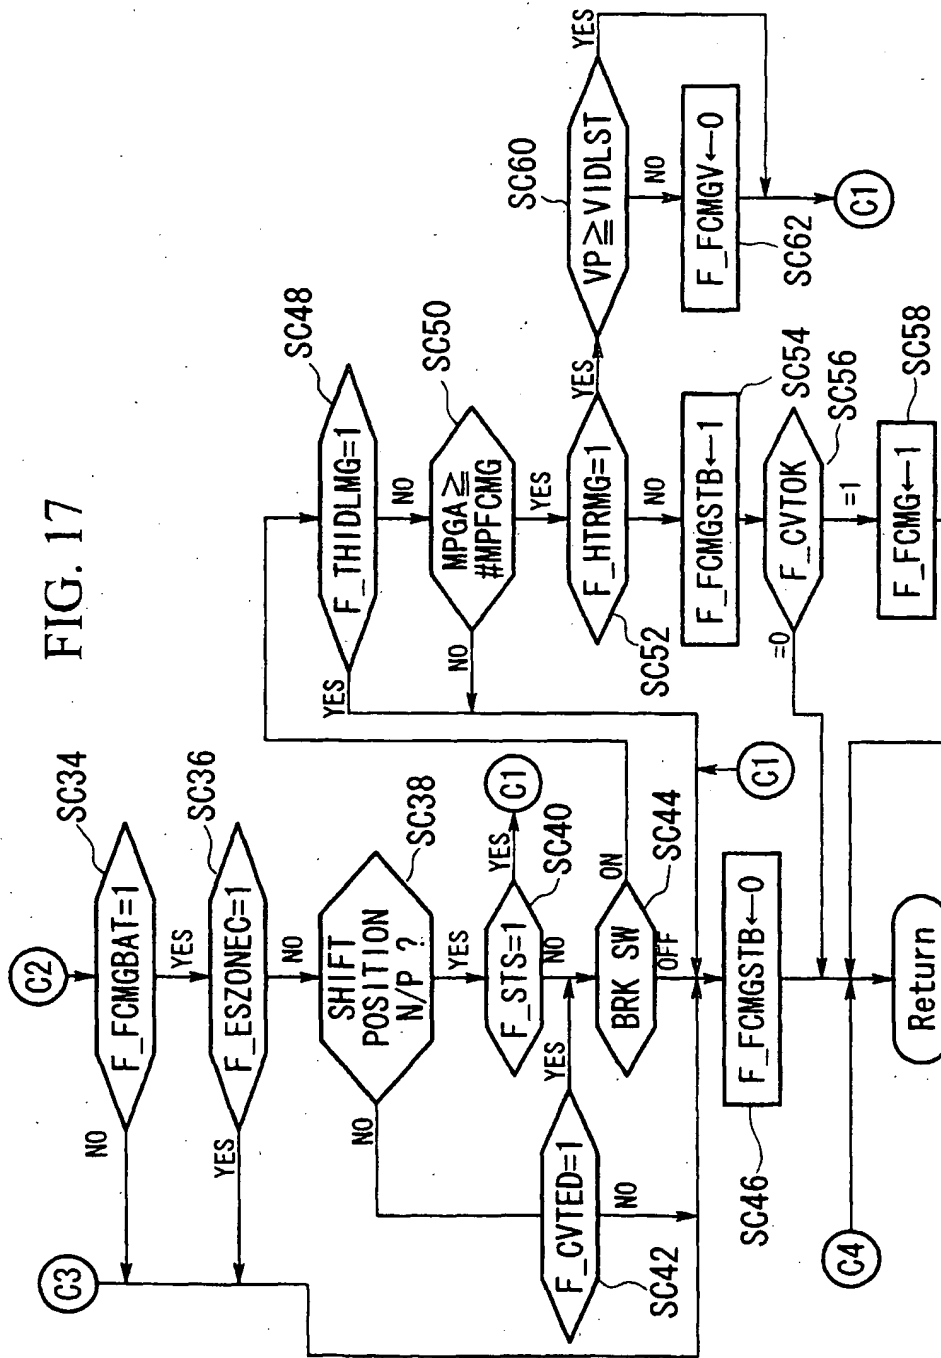 FIG. 17
C2
SC34
F_FCMGBAT=1
NO
YES
C3
SC36
F_ESZONEC=1
YES
NO
SC38
SHIFT
POSITION
N/P ?
NO
YES
F_STS=1
YES
C1
SC40
NO
F_CVTED=1
YES
NO
SC42
BRK SW
ON
SC44
OFF
C1
F_FCMGSTB←0
SC46
C4
Return
SC48
F_THIDLMG=1
YES
NO
SC50
MPGA≧
#MPFCMG
NO
YES
F_HTRMG=1
YES
SC52
NO
SC60
VP≧VIDLST
YES
NO
F_FCMGV←0
SC62
C1
F_FCMGSTB←1
SC54
F_CVTOK
SC56
=0
=1
F_FCMG←1
SC58